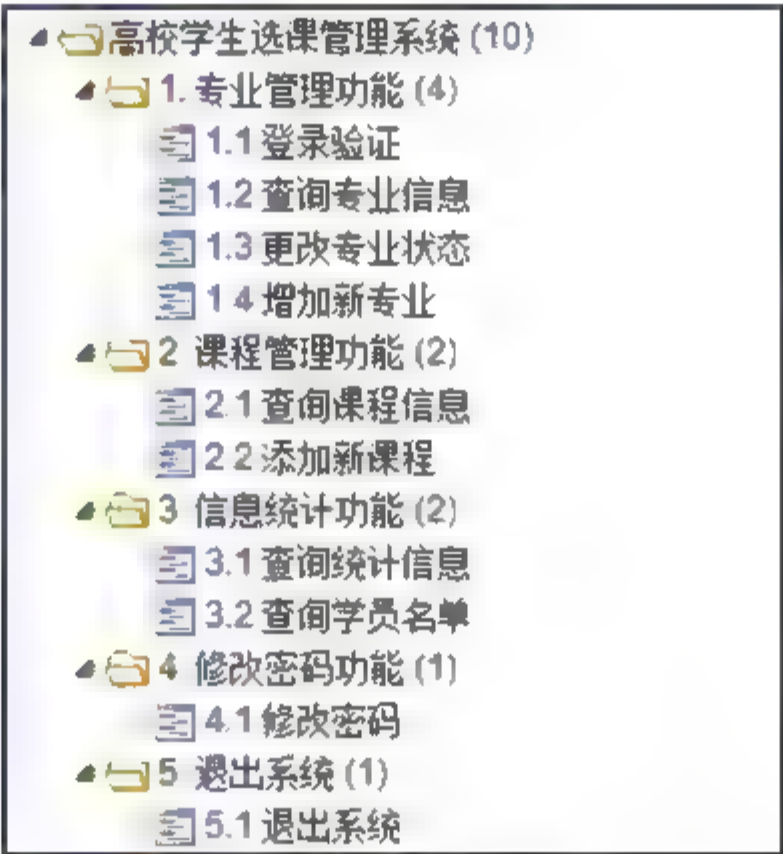 高校学生选课管理系统 (10)
1. 专业管理功能 (4)
1.1 登录验证
1.2 查询专业信息
1.3 更改专业状态
1.4 增加新专业
2 课程管理功能 (2)
2.1 查询课程信息
2.2 添加新课程
3 信息统计功能 (2)
3.1 查询统计信息
3.2 查询学员名单
4 修改密码功能 (1)
4.1 修改密码
5 退出系统 (1)
5.1 退出系统